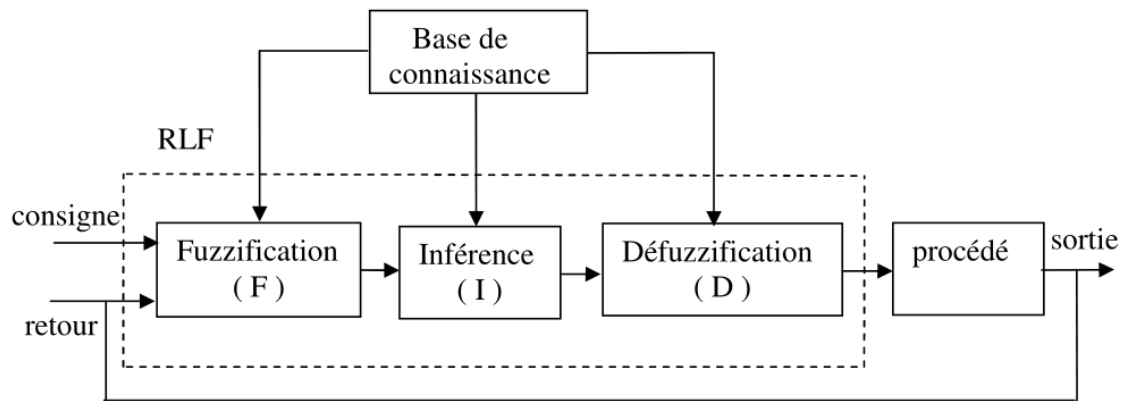 Base de
connaissance
RLF
consigne
retour
Fuzzification
( F )
Inférence
( I )
Défuzzification
( D )
procédé
sortie